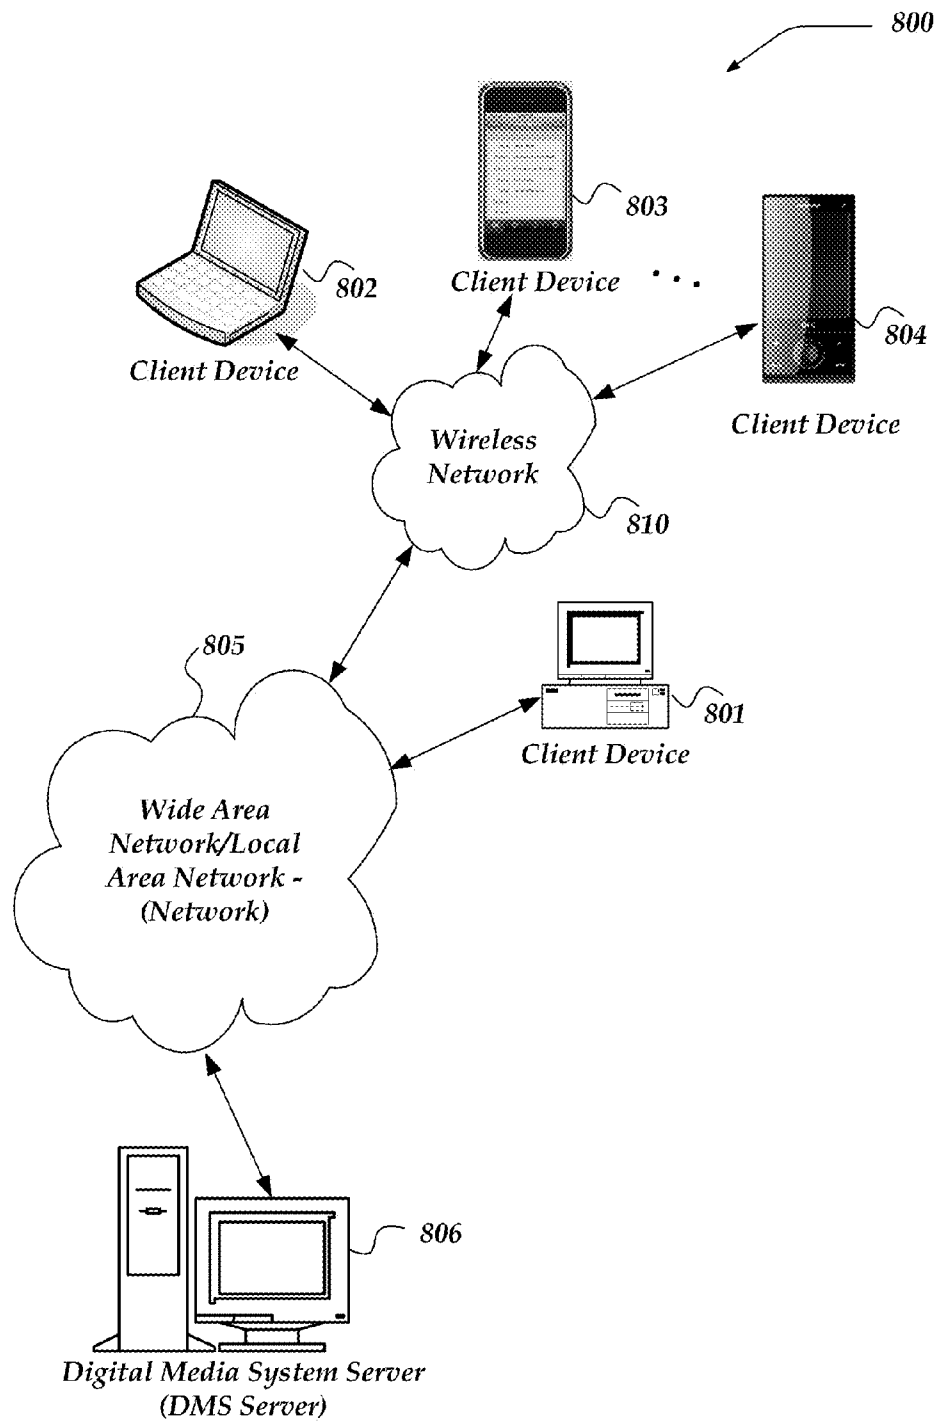 800
803
Client Device
802
Client Device
804
Client Device
Wireless
Network
810
805
801
Client Device
Wide Area
Network/Local
Area Network -
(Network)
806
Digital Media System Server
(DMS Server)